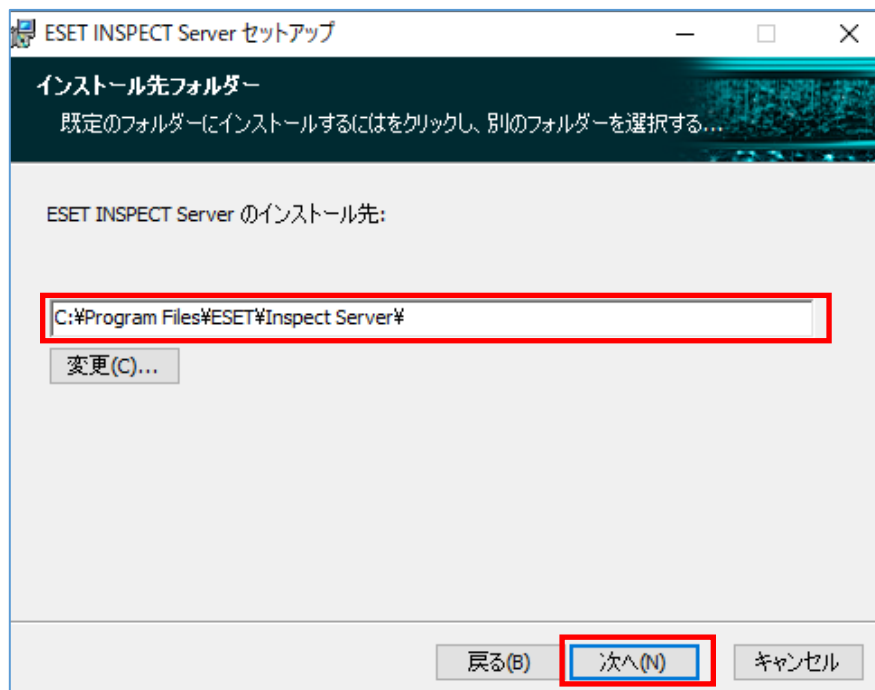 ESET INSPECT Server セットアップ
インストール先フォルダー
既定のフォルダーにインストールするにはをクリックし、別のフォルダーを選択する...
ESET INSPECT Server のインストール先:
C:¥Program Files¥ESET¥Inspect Server¥
変更(C)...
戻る(B) 次へ(N) キャンセル